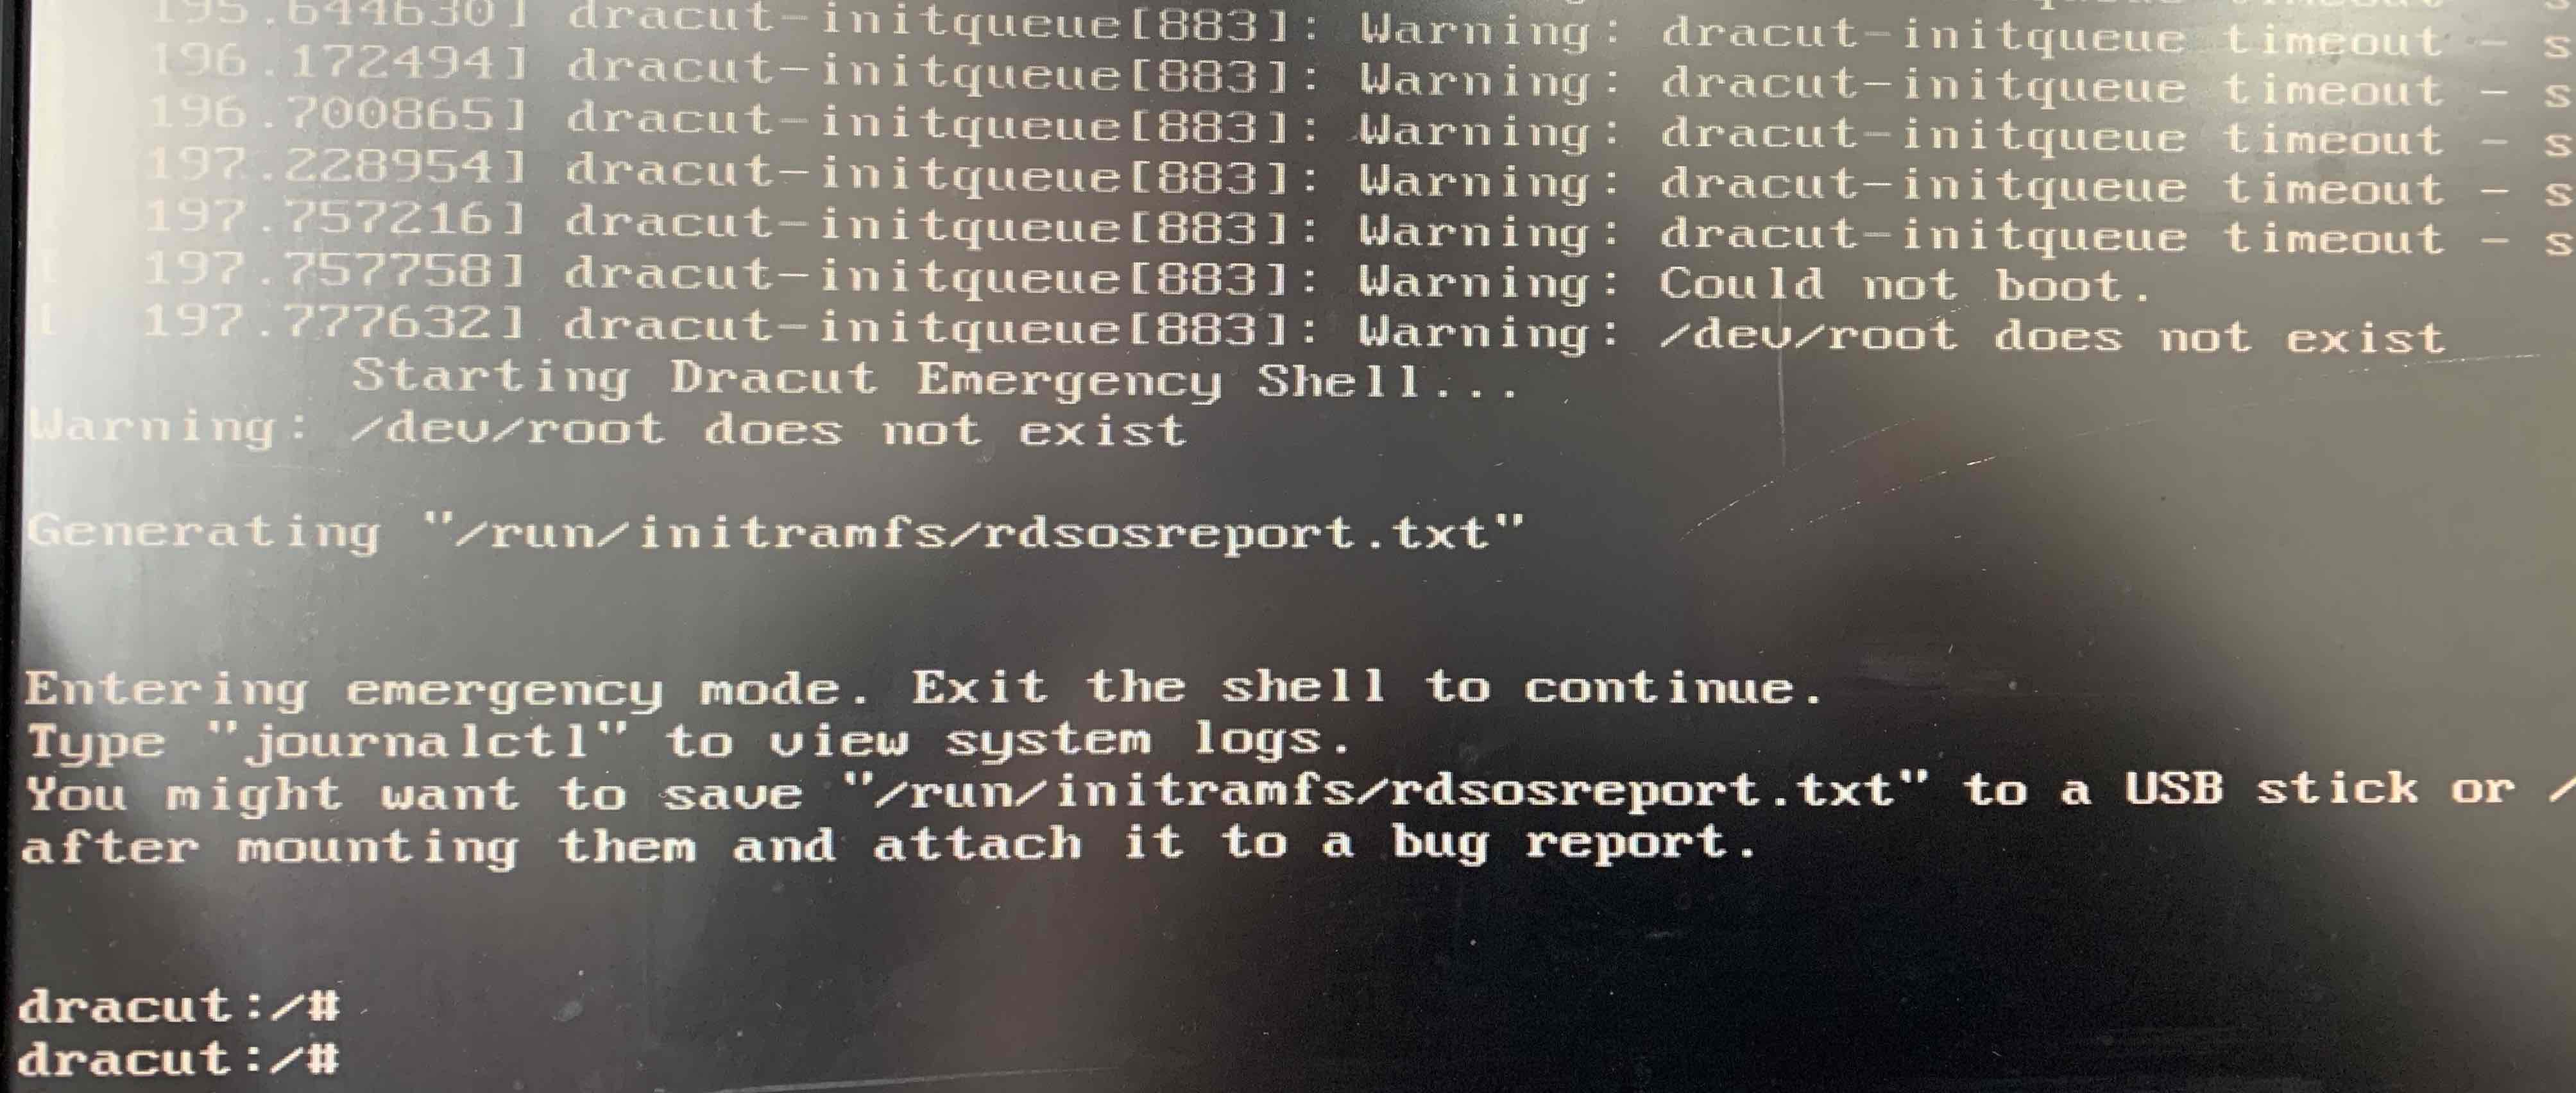 195.644630] dracut-initqueue[883]: Warning: dracut-initqueue timeout - s
196.172494] dracut-initqueue[883]: Warning: dracut-initqueue timeout - s
196.700865] dracut-initqueue[883]: Warning: dracut-initqueue timeout - s
197.228954] dracut-initqueue[883]: Warning: dracut-initqueue timeout - s
197.757216] dracut-initqueue[883]: Warning: dracut-initqueue timeout - s
[ 197.757758] dracut-initqueue[883]: Warning: Could not boot.
[ 197.777632] dracut-initqueue[883]: Warning: /dev/root does not exist
Starting Dracut Emergency Shell...
Warning: /dev/root does not exist
Generating "/run/initramfs/rdsosreport.txt"
Entering emergency mode. Exit the shell to continue.
Type "journalctl" to view system logs.
You might want to save "/run/initramfs/rdsosreport.txt" to a USB stick or /
after mounting them and attach it to a bug report.
dracut:/#
dracut:/#